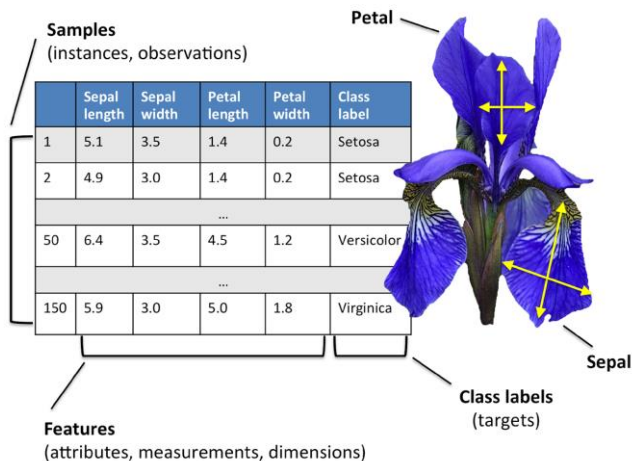 Samples
(instances, observations)
Petal
Sepal length Sepal width Petal length Petal width Class label
1 5.1 3.5 1.4 0.2 Setosa
2 4.9 3.0 1.4 0.2 Setosa
...
50 6.4 3.5 4.5 1.2 Versicolor
...
150 5.9 3.0 5.0 1.8 Virginica
Sepal
Class labels
(targets)
Features
(attributes, measurements, dimensions)